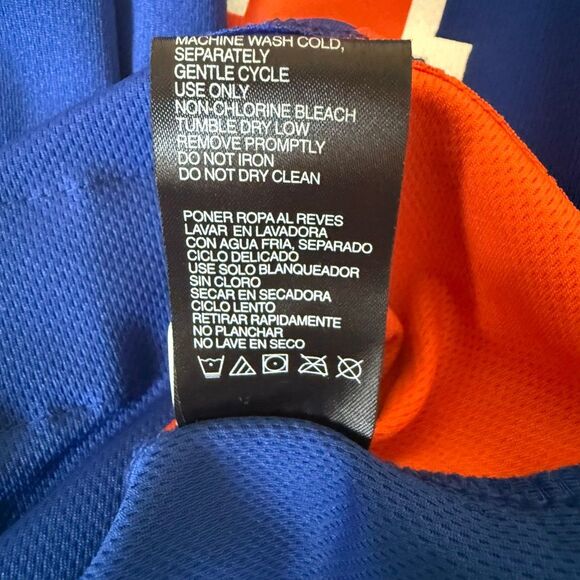 MACHINE WASH COLD,
SEPARATELY
GENTLE CYCLE
USE ONLY
NON-CHLORINE BLEACH
TUMBLE DRY LOW
REMOVE PROMPTLY
DO NOT IRON
DO NOT DRY CLEAN
PONER ROPA AL REVES
LAVAR EN LAVADORA
CON AGUA FRIA, SEPARADO
CICLO DELICADO
USE SOLO BLANQUEADOR
SIN CLORO
SECAR EN SECADORA
CICLO LENTO
RETIRAR RAPIDAMENTE
NO PLANCHAR
NO LAVE EN SECO